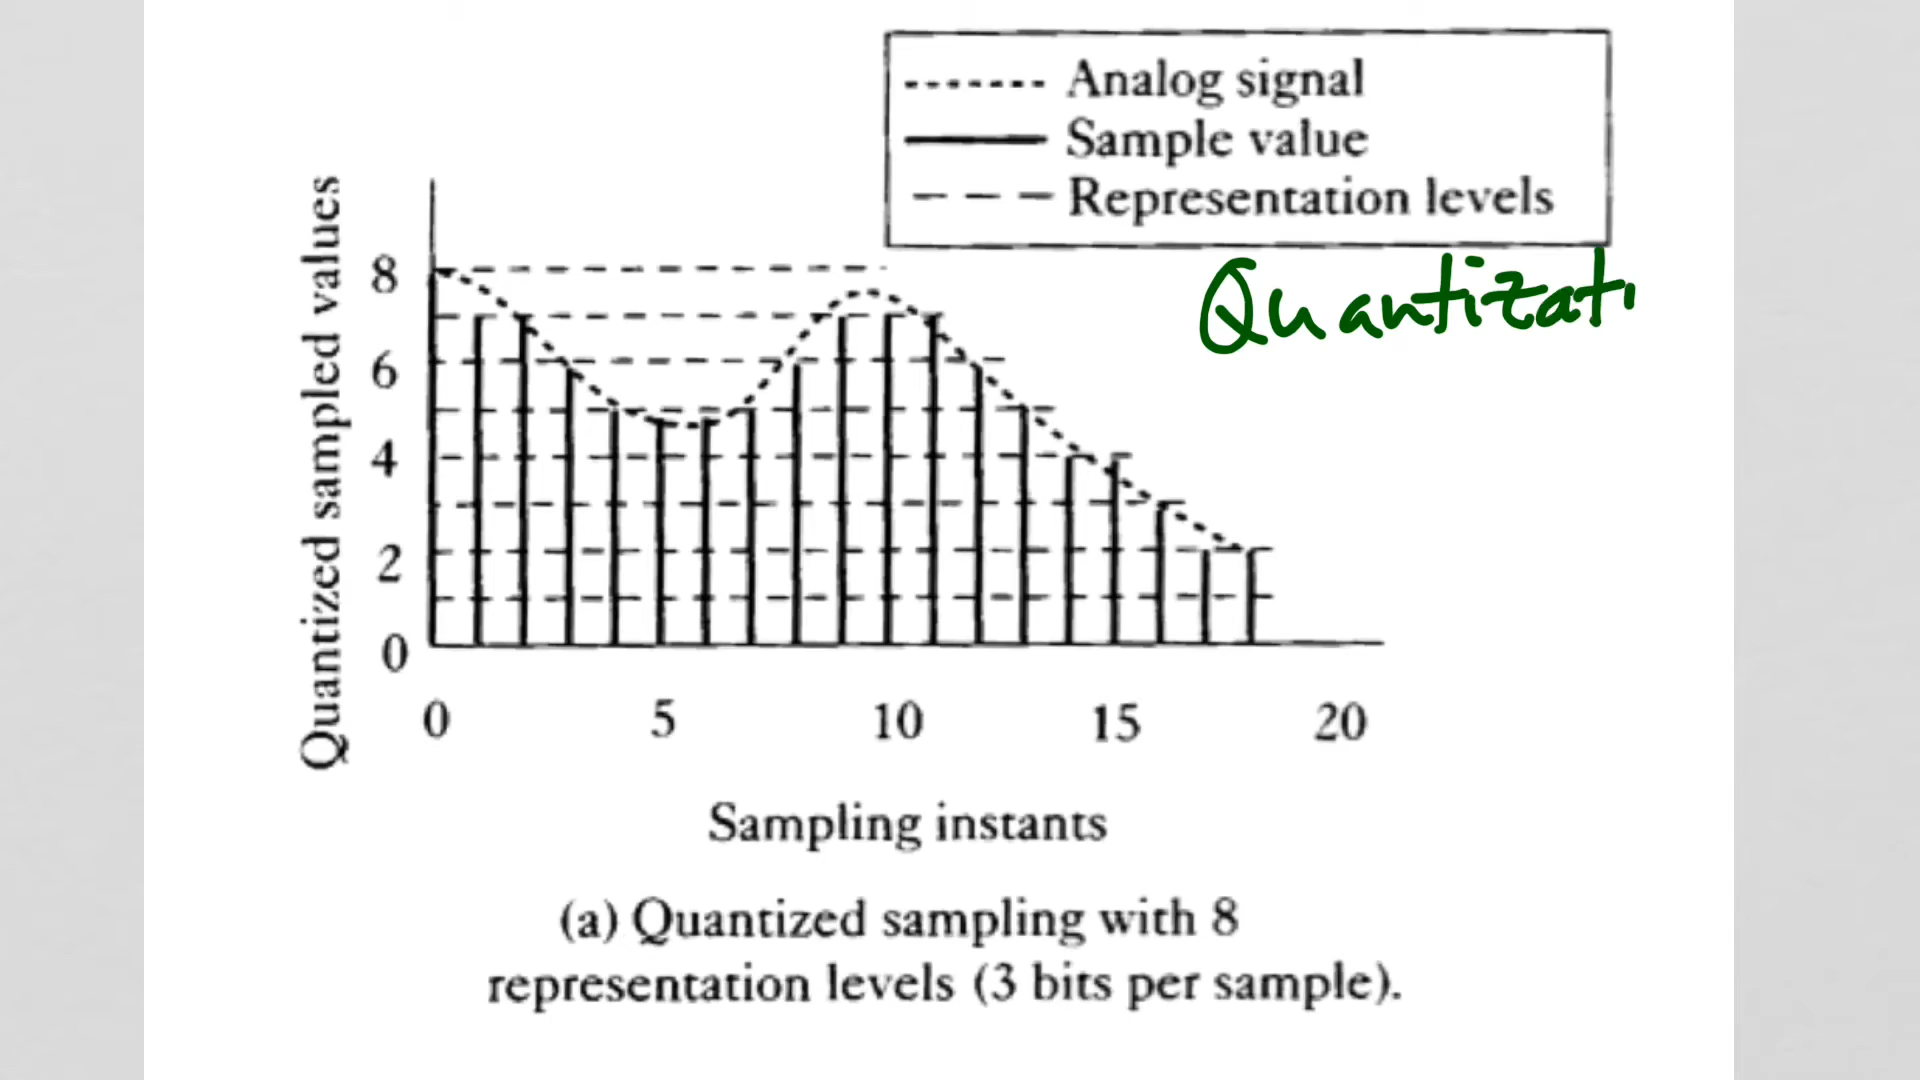 Analog signal
Sample value
Representation levels
Quantizati
Quantized sampled values
8
6
4
2
0
0 5 10 15 20
Sampling instants
(a) Quantized sampling with 8
representation levels (3 bits per sample).